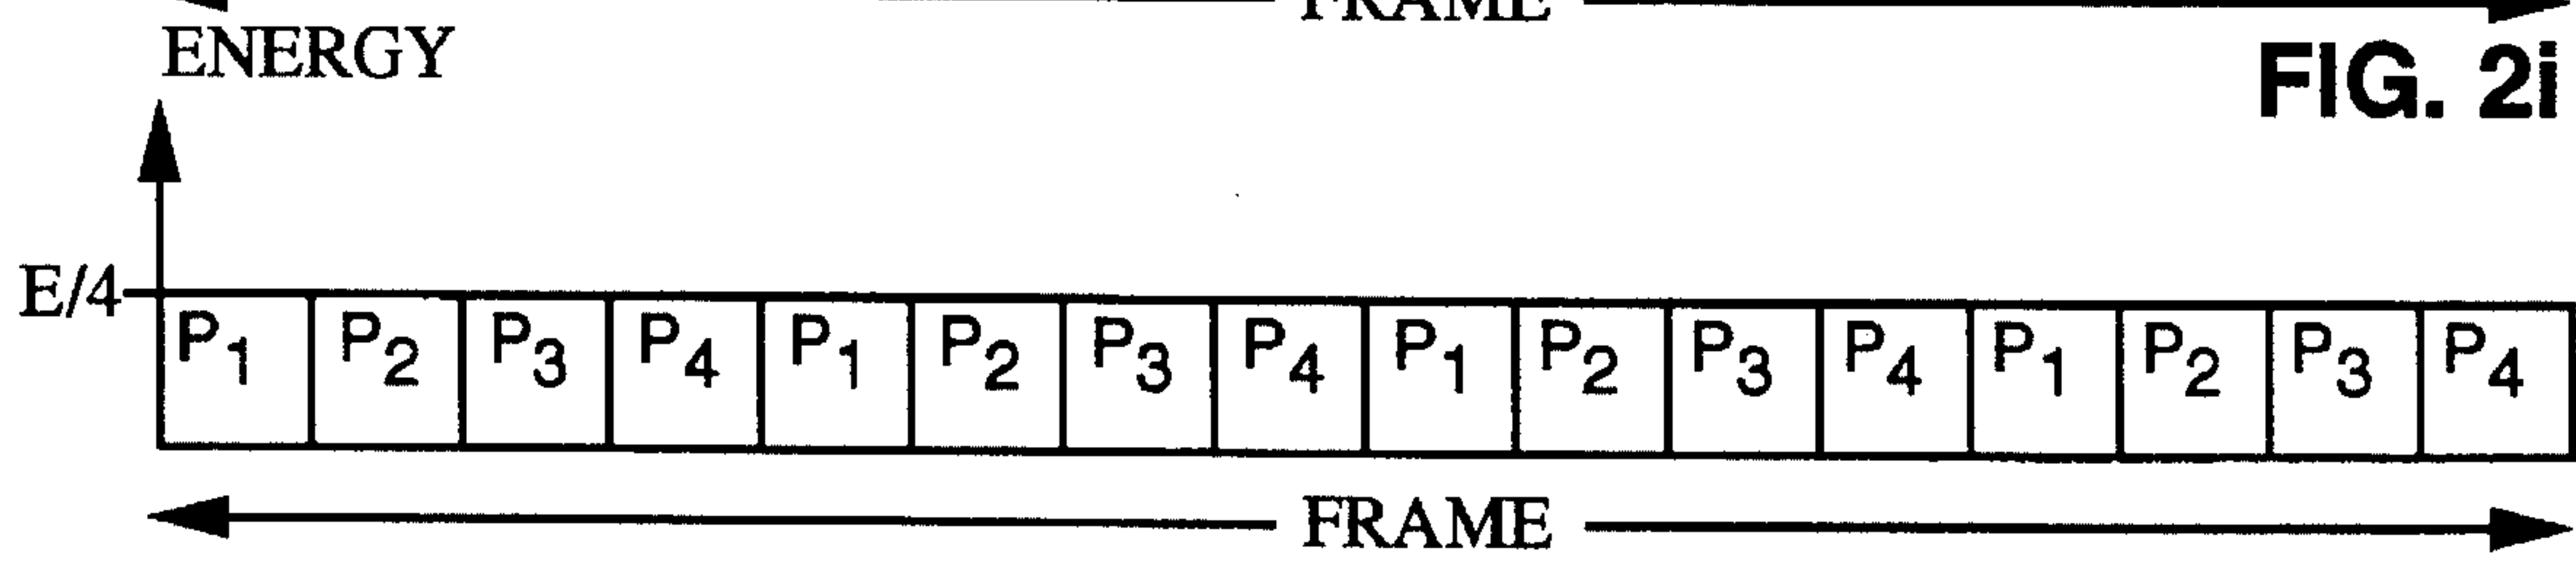 FRAME
ENERGY
FIG. 2i
E/4
P1 P2 P3 P4 P1 P2 P3 P4 P1 P2 P3 P4 P1 P2 P3 P4
FRAME